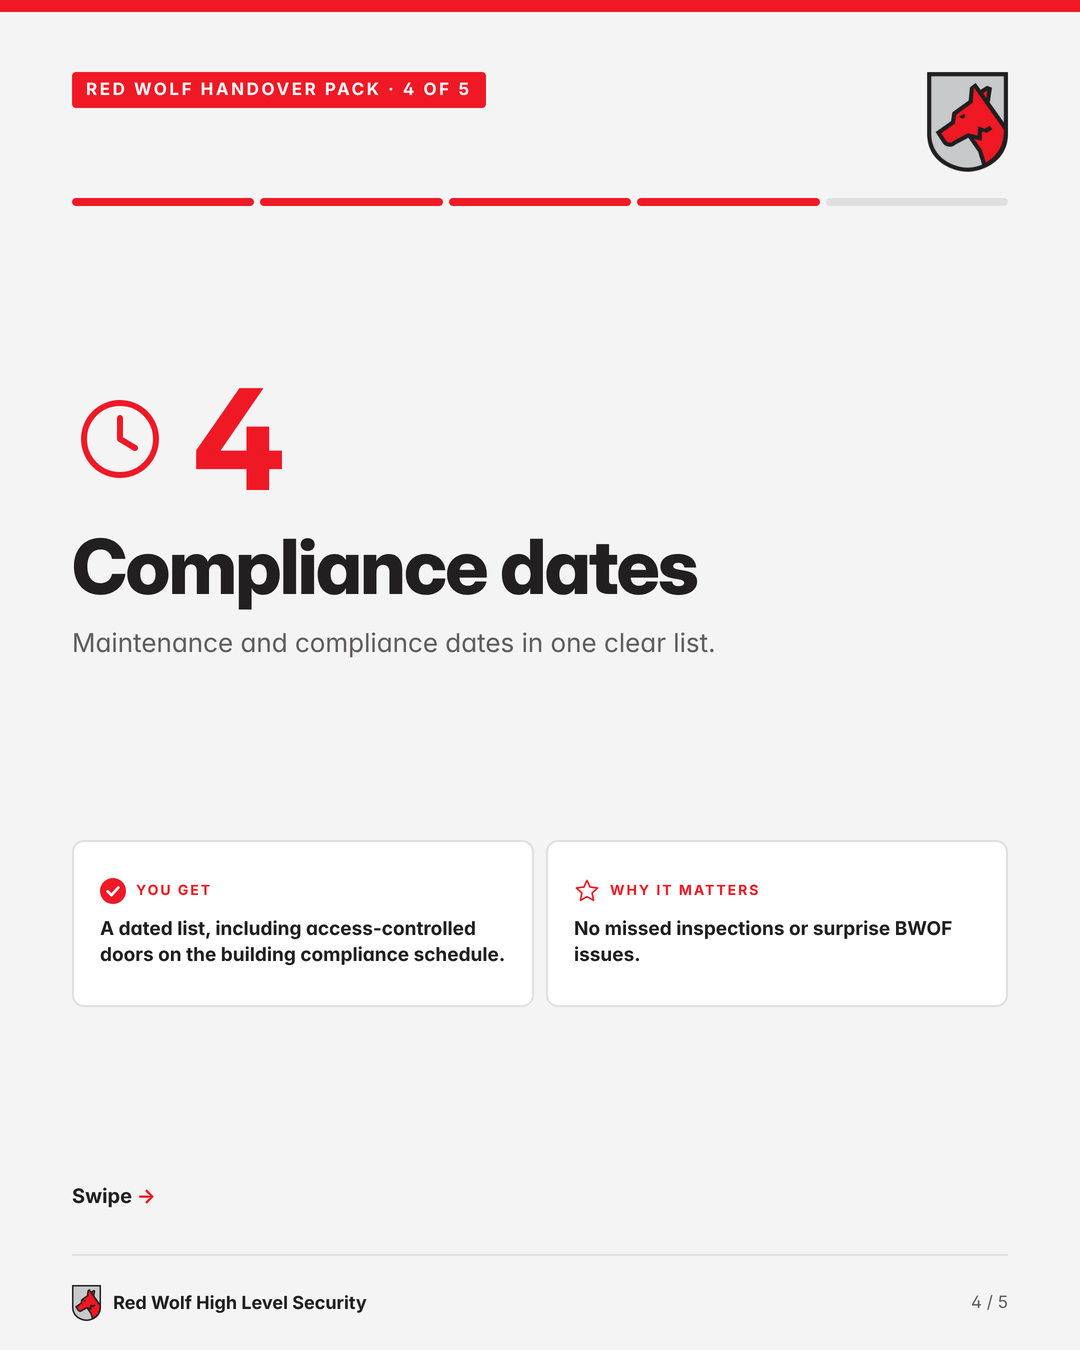 RED WOLF HANDOVER PACK · 4 OF 5
4
Compliance dates
Maintenance and compliance dates in one clear list.
YOU GET
A dated list, including access-controlled
doors on the building compliance schedule.
WHY IT MATTERS
No missed inspections or surprise BWOF
issues.
Swipe →
Red Wolf High Level Security
4 / 5